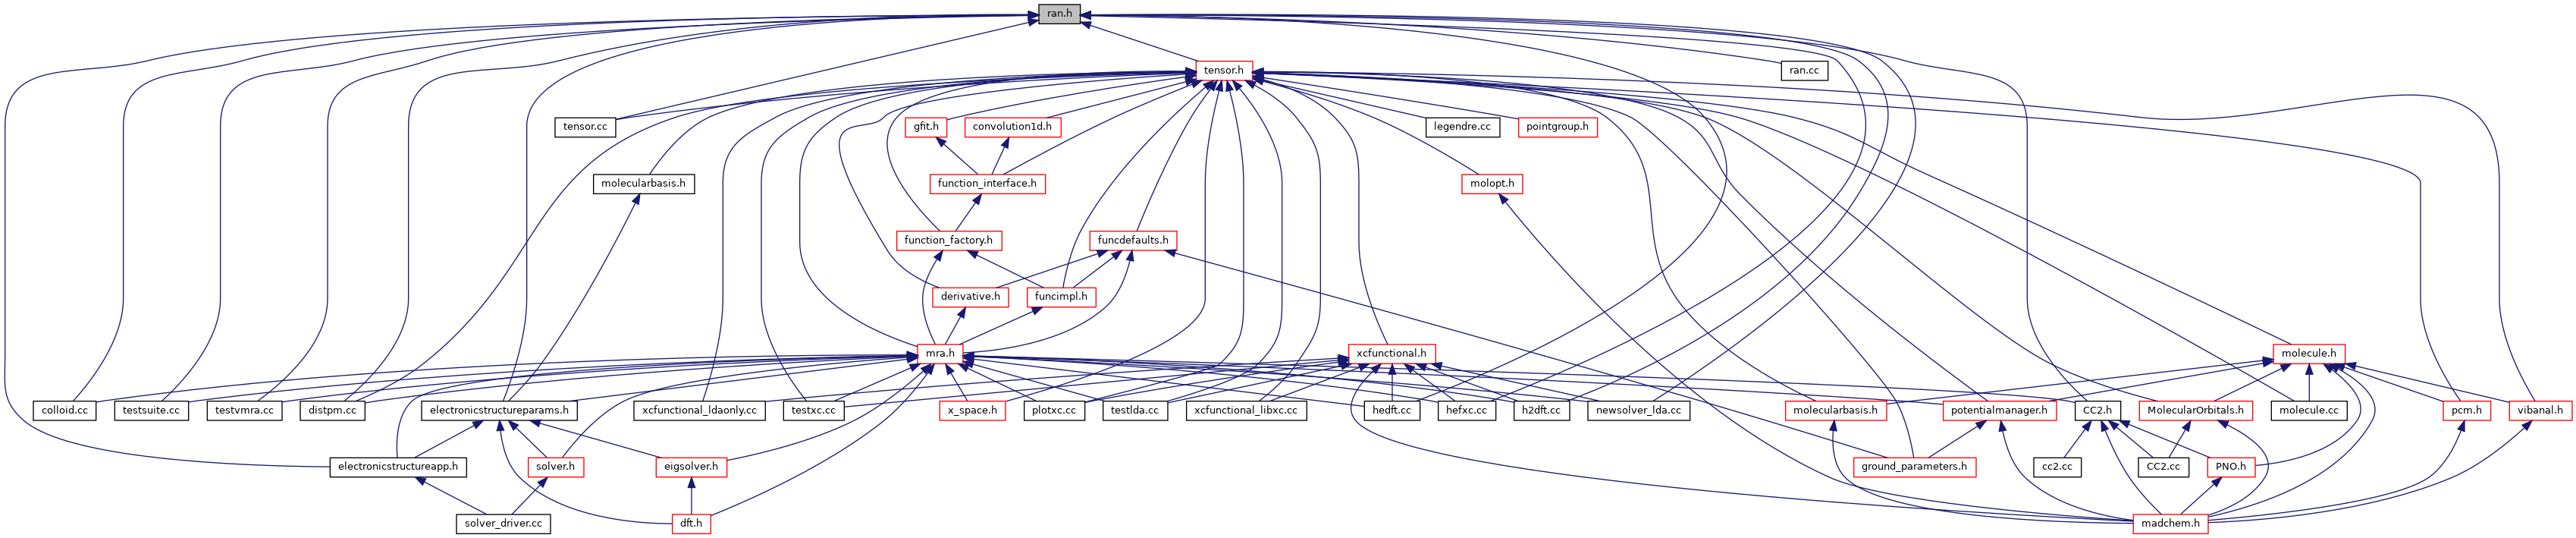 ran.h
tensor.h
ran.cc
tensor.cc
gfit.h
convolution1d.h
legendre.cc
pointgroup.h
molecularbasis.h
function_interface.h
molopt.h
function_factory.h
funcdefaults.h
derivative.h
funcimpl.h
mra.h
xcfunctional.h
molecule.h
colloid.cc
testsuite.cc
testvmra.cc
distpm.cc
electronicstructureparams.h
xcfunctional_ldaonly.cc
testxc.cc
x_space.h
plotxc.cc
testlda.cc
xcfunctional_libxc.cc
hedft.cc
hefxc.cc
h2dft.cc
newsolver_lda.cc
molecularbasis.h
potentialmanager.h
CC2.h
MolecularOrbitals.h
molecule.cc
pcm.h
vibanal.h
electronicstructureapp.h
solver.h
eigsolver.h
ground_parameters.h
cc2.cc
CC2.cc
PNO.h
solver_driver.cc
dft.h
madchem.h